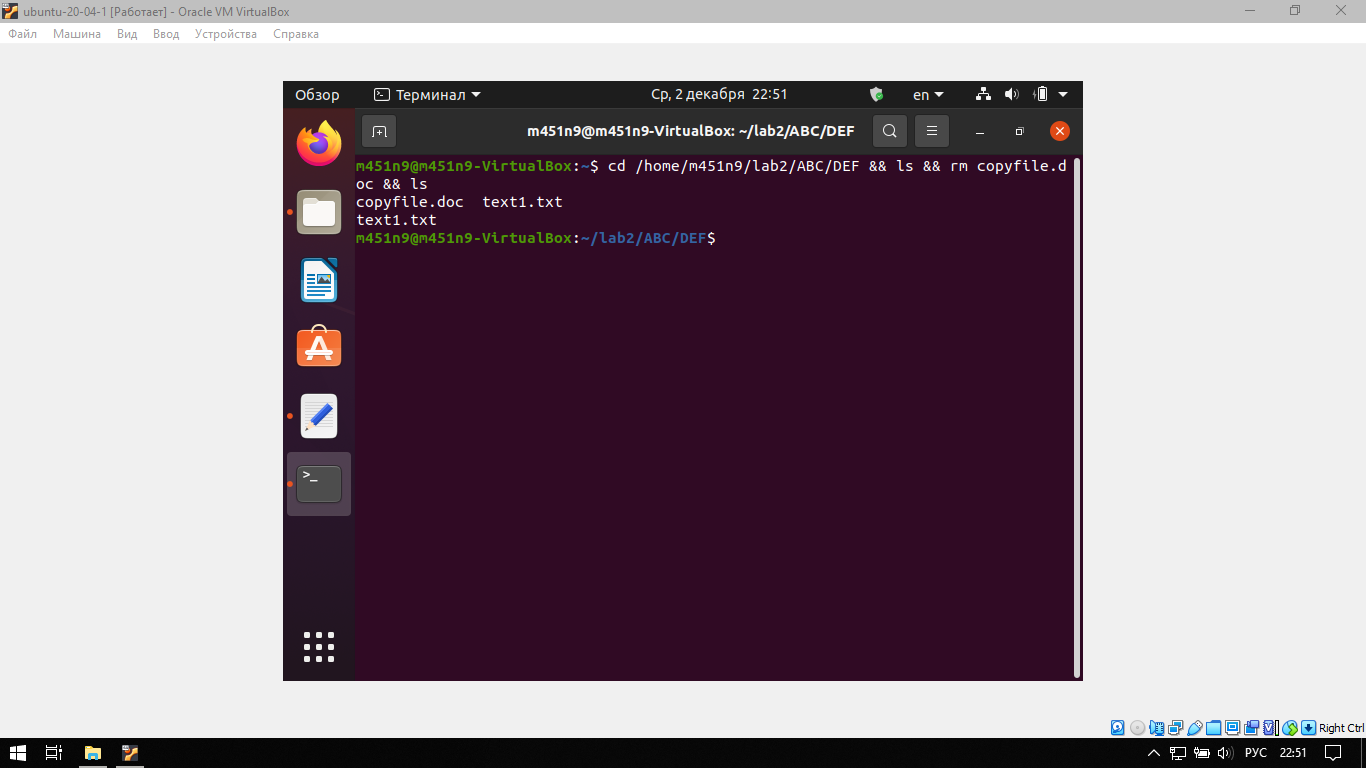 ubuntu-20-04-1 [Работает] - Oracle VM VirtualBox
Файл Машина Вид Ввод Устройства Справка
Обзор Терминал Ср, 2 декабря 22:51 en
m451n9@m451n9-VirtualBox: ~/lab2/ABC/DEF
m451n9@m451n9-VirtualBox:~$ cd /home/m451n9/lab2/ABC/DEF && ls && rm copyfile.d
oc && ls
copyfile.doc  text1.txt
text1.txt
m451n9@m451n9-VirtualBox:~/lab2/ABC/DEF$
Right Ctrl
РУС 22:51